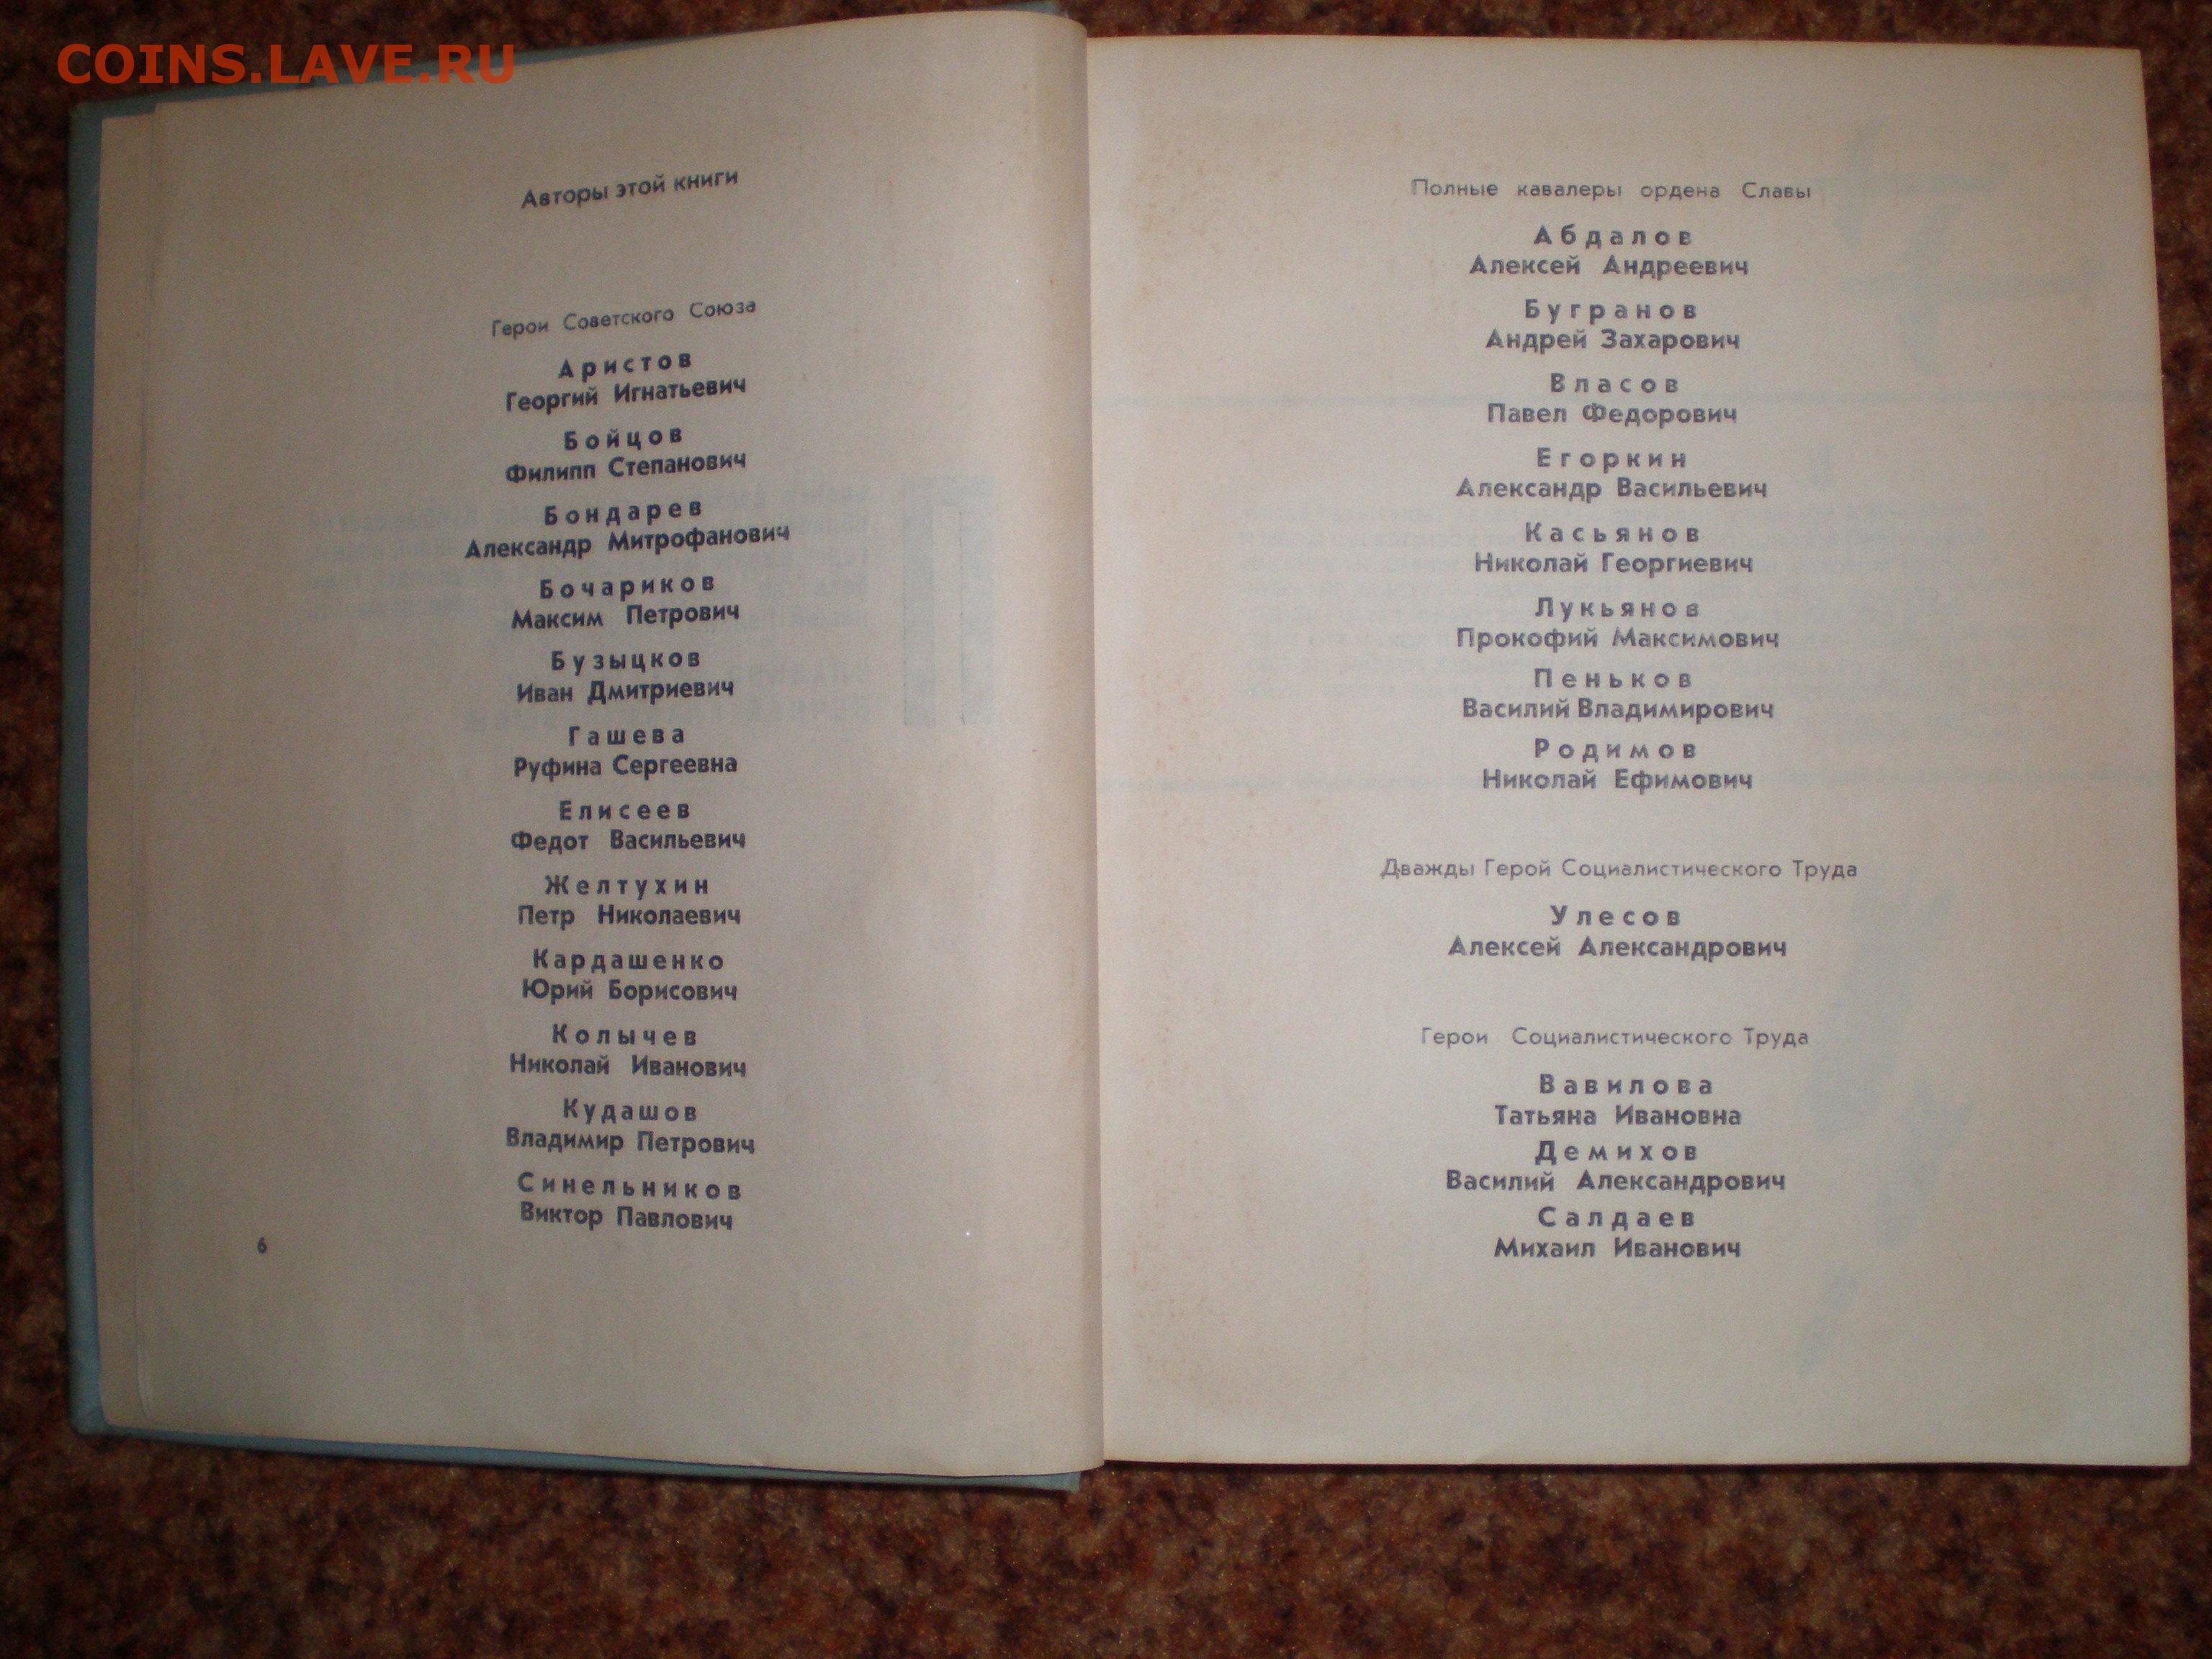 COINS.LAVE.RU
Авторы этой книги
Герои Советского Союза
Аристов
Георгий Игнатьевич
Бойцов
Филипп Степанович
Бондарев
Александр Митрофанович
Бочариков
Максим Петрович
Бузыцков
Иван Дмитриевич
Гашева
Руфина Сергеевна
Елисеев
Федот Васильевич
Желтухин
Петр Николаевич
Кардашенко
Юрий Борисович
Колычев
Николай Иванович
Кудашов
Владимир Петрович
Синельников
Виктор Павлович
6
Полные кавалеры ордена Славы
Абдалов
Алексей Андреевич
Бугранов
Андрей Захарович
Власов
Павел Федорович
Егоркин
Александр Васильевич
Касьянов
Николай Георгиевич
Лукьянов
Прокофий Максимович
Пеньков
Василий Владимирович
Родимов
Николай Ефимович
Дважды Герой Социалистического Труда
Улесов
Алексей Александрович
Герои Социалистического Труда
Вавилова
Татьяна Ивановна
Демихов
Василий Александрович
Салдаев
Михаил Иванович